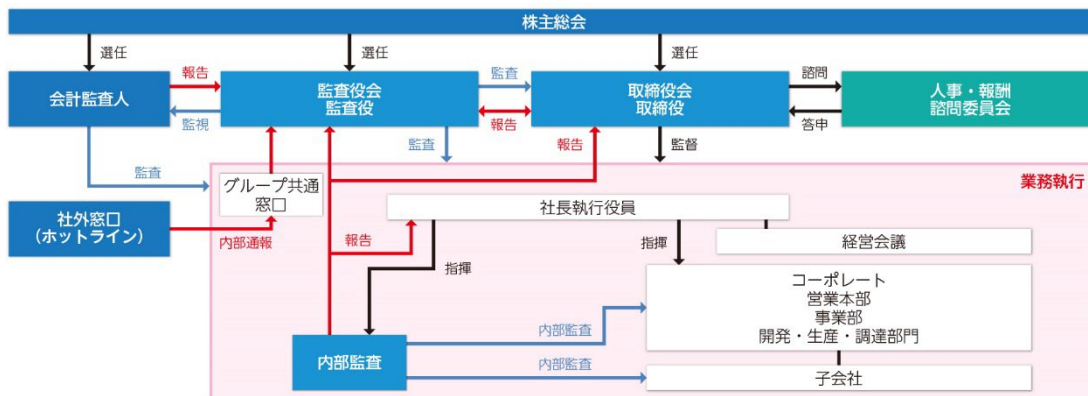 株主総会
選任
選任
選任
会計監査人
報告
監視
監査役会
監査役
監査
報告
取締役会
取締役
諮問
答申
人事・報酬
諮問委員会
監査
監査
報告
監督
業務執行
グループ共通
窓口
社外窓口
（ホットライン）
内部通報
社長執行役員
報告
指揮
指揮
経営会議
コーポレート
営業本部
事業部
開発・生産・調達部門
内部監査
内部監査
内部監査
子会社